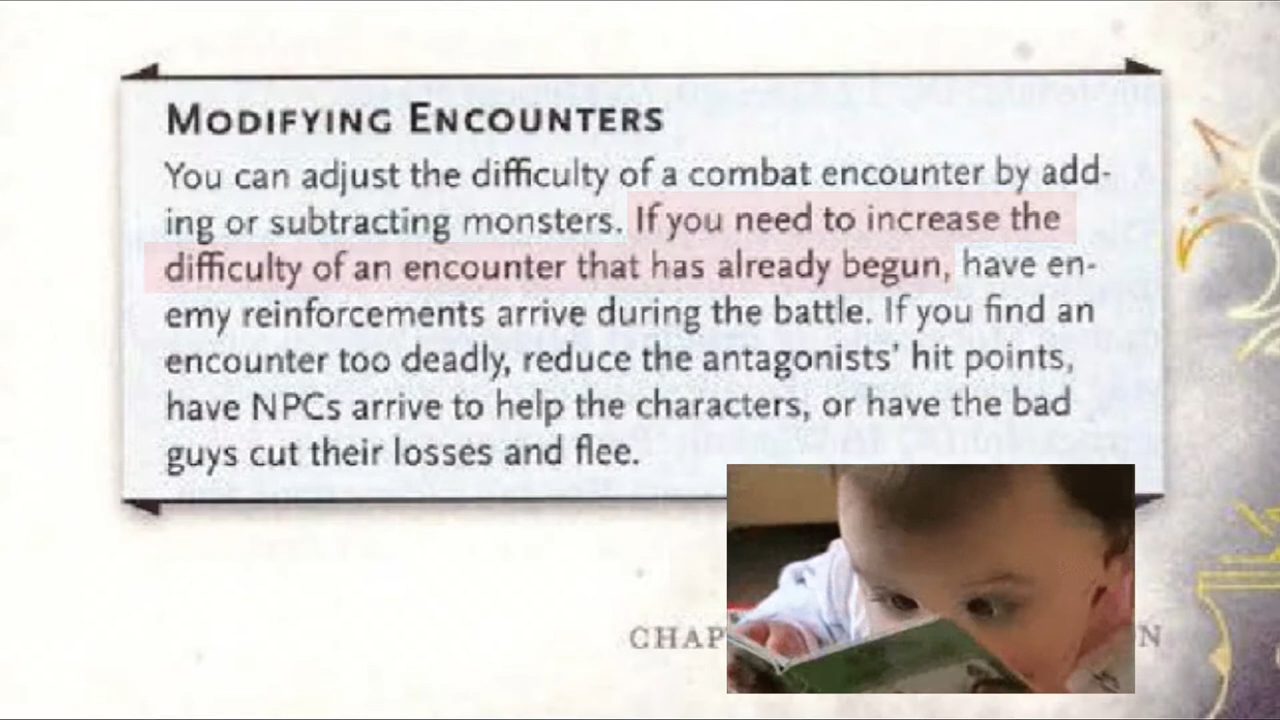 MODIFYING ENCOUNTERS
You can adjust the difficulty of a combat encounter by add-
ing or subtracting monsters. If you need to increase the
difficulty of an encounter that has already begun, have en-
emy reinforcements arrive during the battle. If you find an
encounter too deadly, reduce the antagonists' hit points,
have NPCs arrive to help the characters, or have the bad
guys cut their losses and flee.